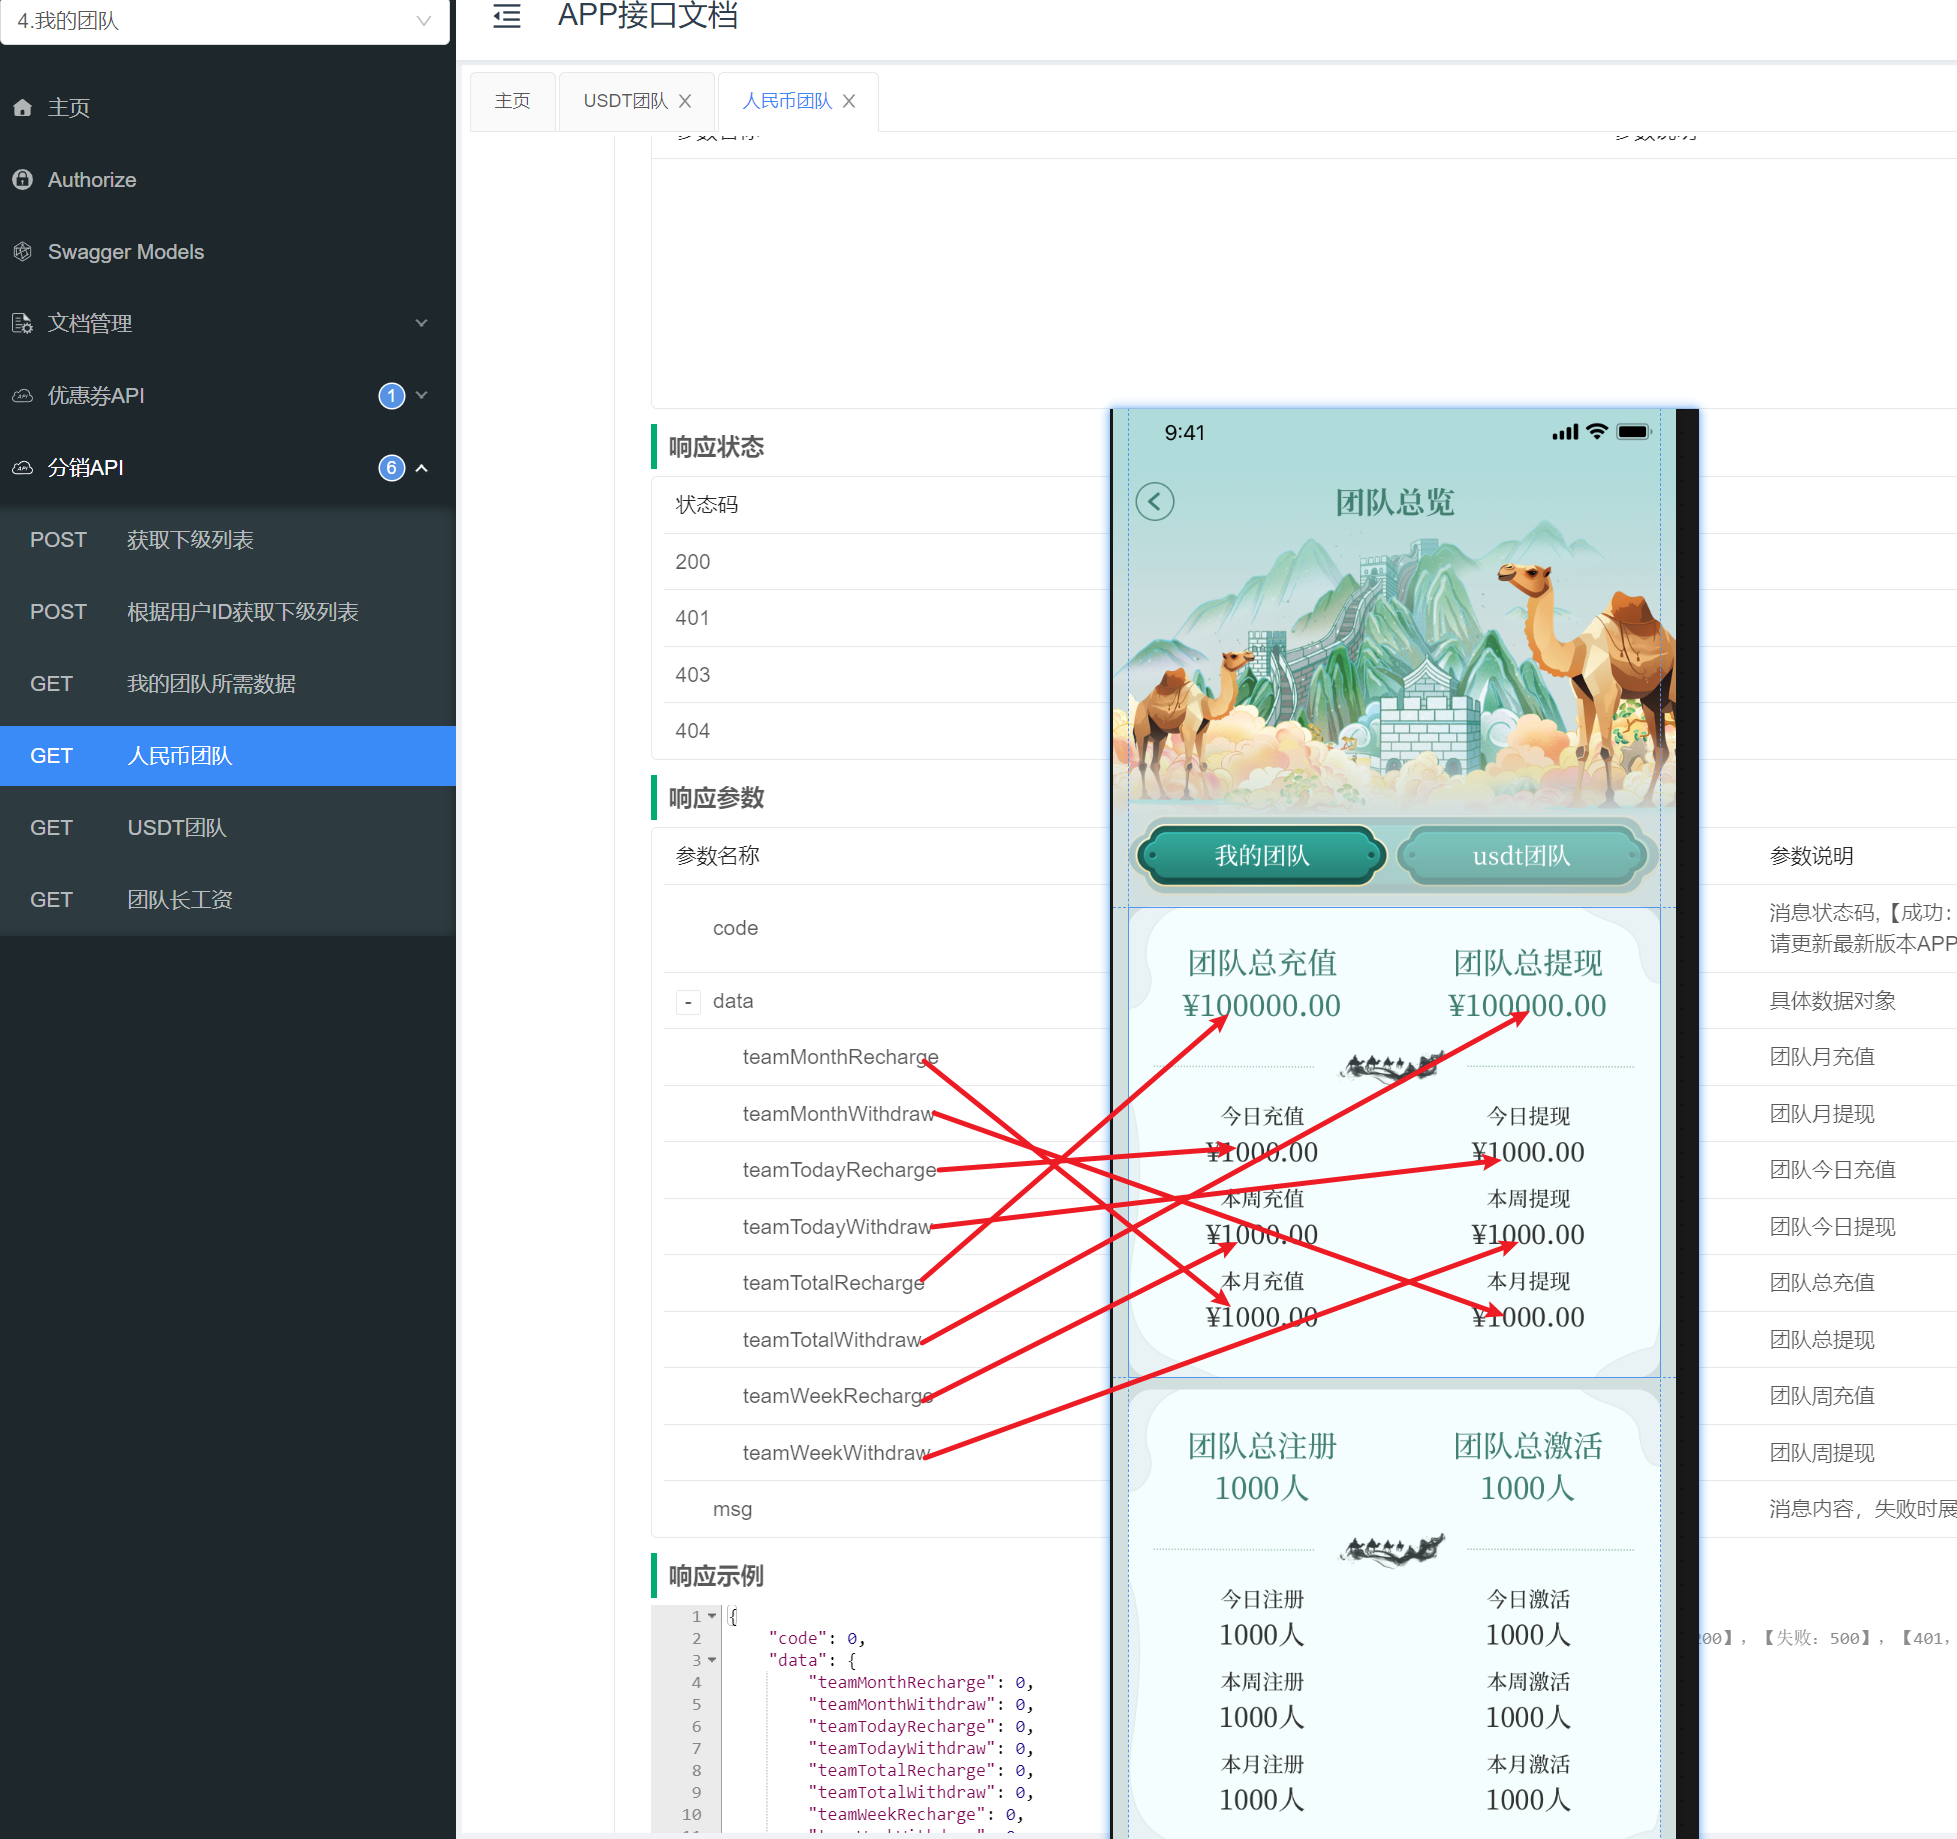 4.我的团队
主页
Authorize
Swagger Models
文档管理
优惠券API
1
分销API
6
POST 获取下级列表
POST 根据用户ID获取下级列表
GET 我的团队所需数据
GET 人民币团队
GET USDT团队
GET 团队长工资
APP接口文档
主页
USDT团队
人民币团队
参数名称
参数说明
响应状态
状态码
200
401
403
404
响应参数
参数名称
参数说明
code
消息状态码,【成功:
请更新最新版本APP
- data
具体数据对象
teamMonthRecharge
团队月充值
teamMonthWithdraw
团队月提现
teamTodayRecharge
团队今日充值
teamTodayWithdraw
团队今日提现
teamTotalRecharge
团队总充值
teamTotalWithdraw
团队总提现
teamWeekRecharge
团队周充值
teamWeekWithdraw
团队周提现
msg
消息内容，失败时展
响应示例
1 {
2 "code": 0,
3 "data": {
4 "teamMonthRecharge": 0,
5 "teamMonthWithdraw": 0,
6 "teamTodayRecharge": 0,
7 "teamTodayWithdraw": 0,
8 "teamTotalRecharge": 0,
9 "teamTotalWithdraw": 0,
10 "teamWeekRecharge": 0,
00】，【失败: 500】，【401,
9:41
团队总览
我的团队
usdt团队
团队总充值
团队总提现
¥100000.00
¥100000.00
今日充值
今日提现
¥1000.00
¥1000.00
本周充值
本周提现
¥1000.00
¥1000.00
本月充值
本月提现
¥1000.00
¥1000.00
团队总注册
团队总激活
1000人
1000人
今日注册
今日激活
1000人
1000人
本周注册
本周激活
1000人
1000人
本月注册
本月激活
1000人
1000人